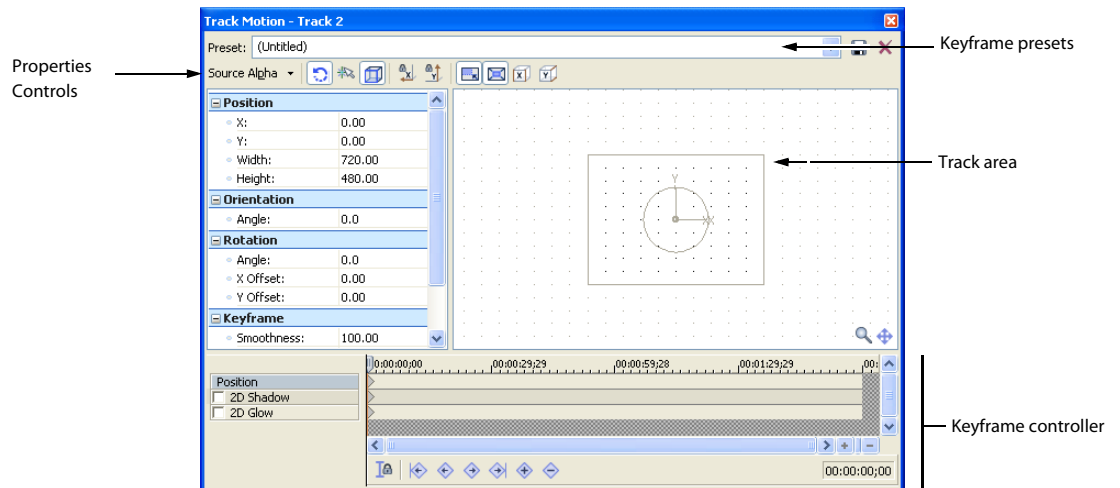 Track Motion - Track 2
Preset: (Untitled)
Keyframe presets
Properties
Controls
Source Alpha
Position
X: 0.00
Y: 0.00
Width: 720.00
Height: 480.00
Orientation
Angle: 0.0
Rotation
Angle: 0.0
X Offset: 0.00
Y Offset: 0.00
Keyframe
Smoothness: 100.00
Y
X
Track area
0:00:00;00 00:00:29;29 00:00:59;28 00:01:29;29 00:
Position
2D Shadow
2D Glow
Keyframe controller
00:00:00;00